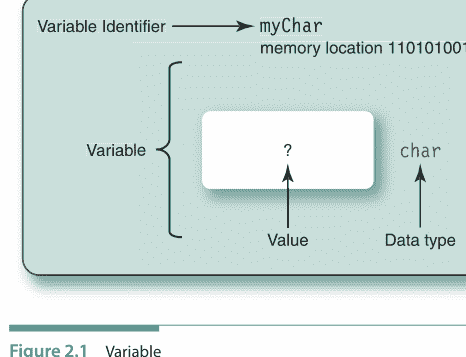 Variable Identifier myChar
memory location 110101001
Variable
?
char
Value
Data type
Figure 2.1 Variable